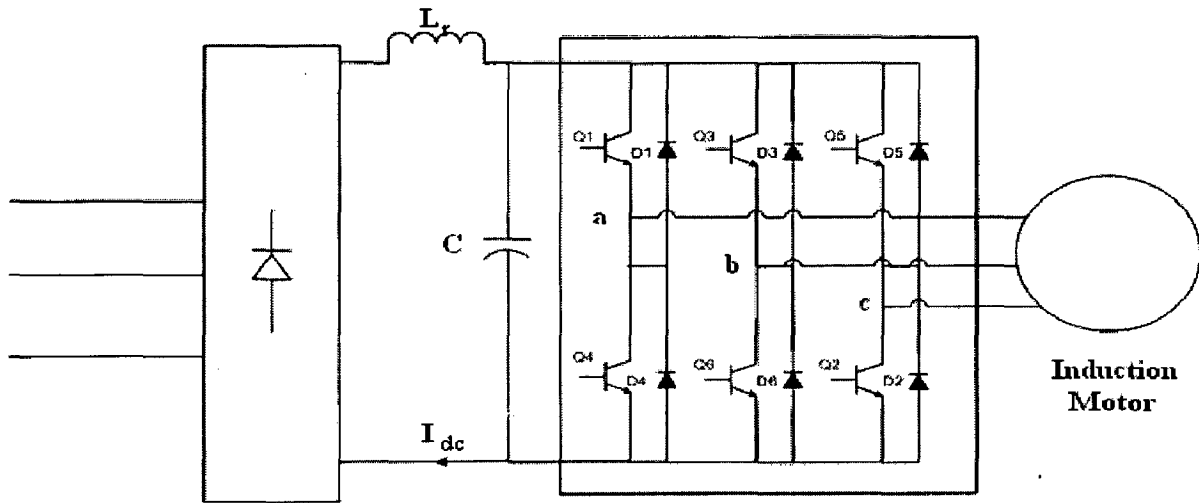 Lr
Q1
D1
Q3
D3
Q5
D5
a
C
b
c
Q4
D4
Q6
D6
Q2
D2
Idc
Induction
Motor